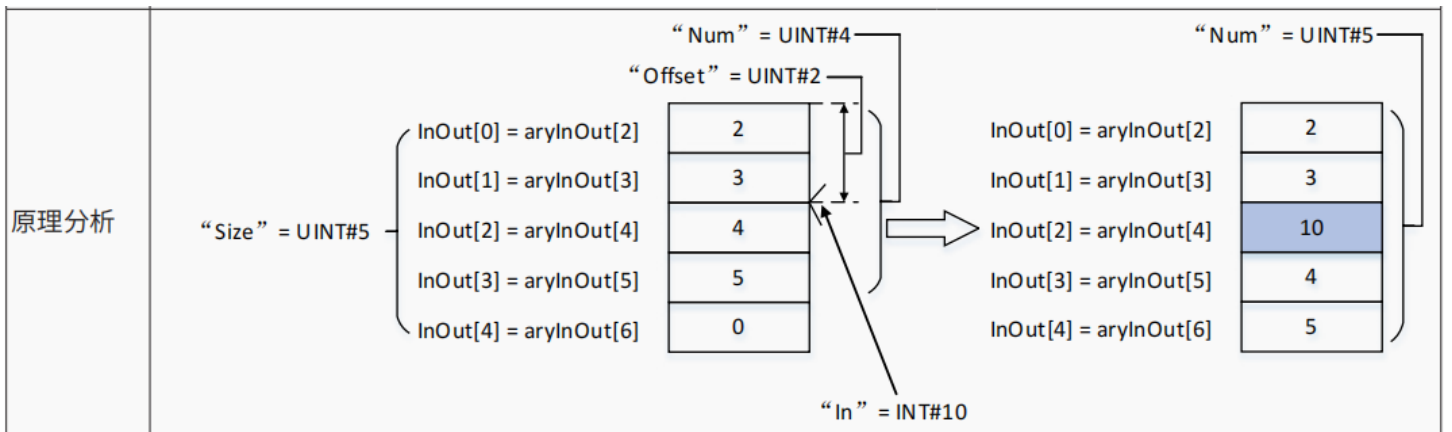 原理分析
“Num” = UINT#4
“Offset” = UINT#2
“Size” = UINT#5
InOut[0] = aryInOut[2]
2
InOut[1] = aryInOut[3]
3
InOut[2] = aryInOut[4]
4
InOut[3] = aryInOut[5]
5
InOut[4] = aryInOut[6]
0
“In” = INT#10
“Num” = UINT#5
InOut[0] = aryInOut[2]
2
InOut[1] = aryInOut[3]
3
InOut[2] = aryInOut[4]
10
InOut[3] = aryInOut[5]
4
InOut[4] = aryInOut[6]
5